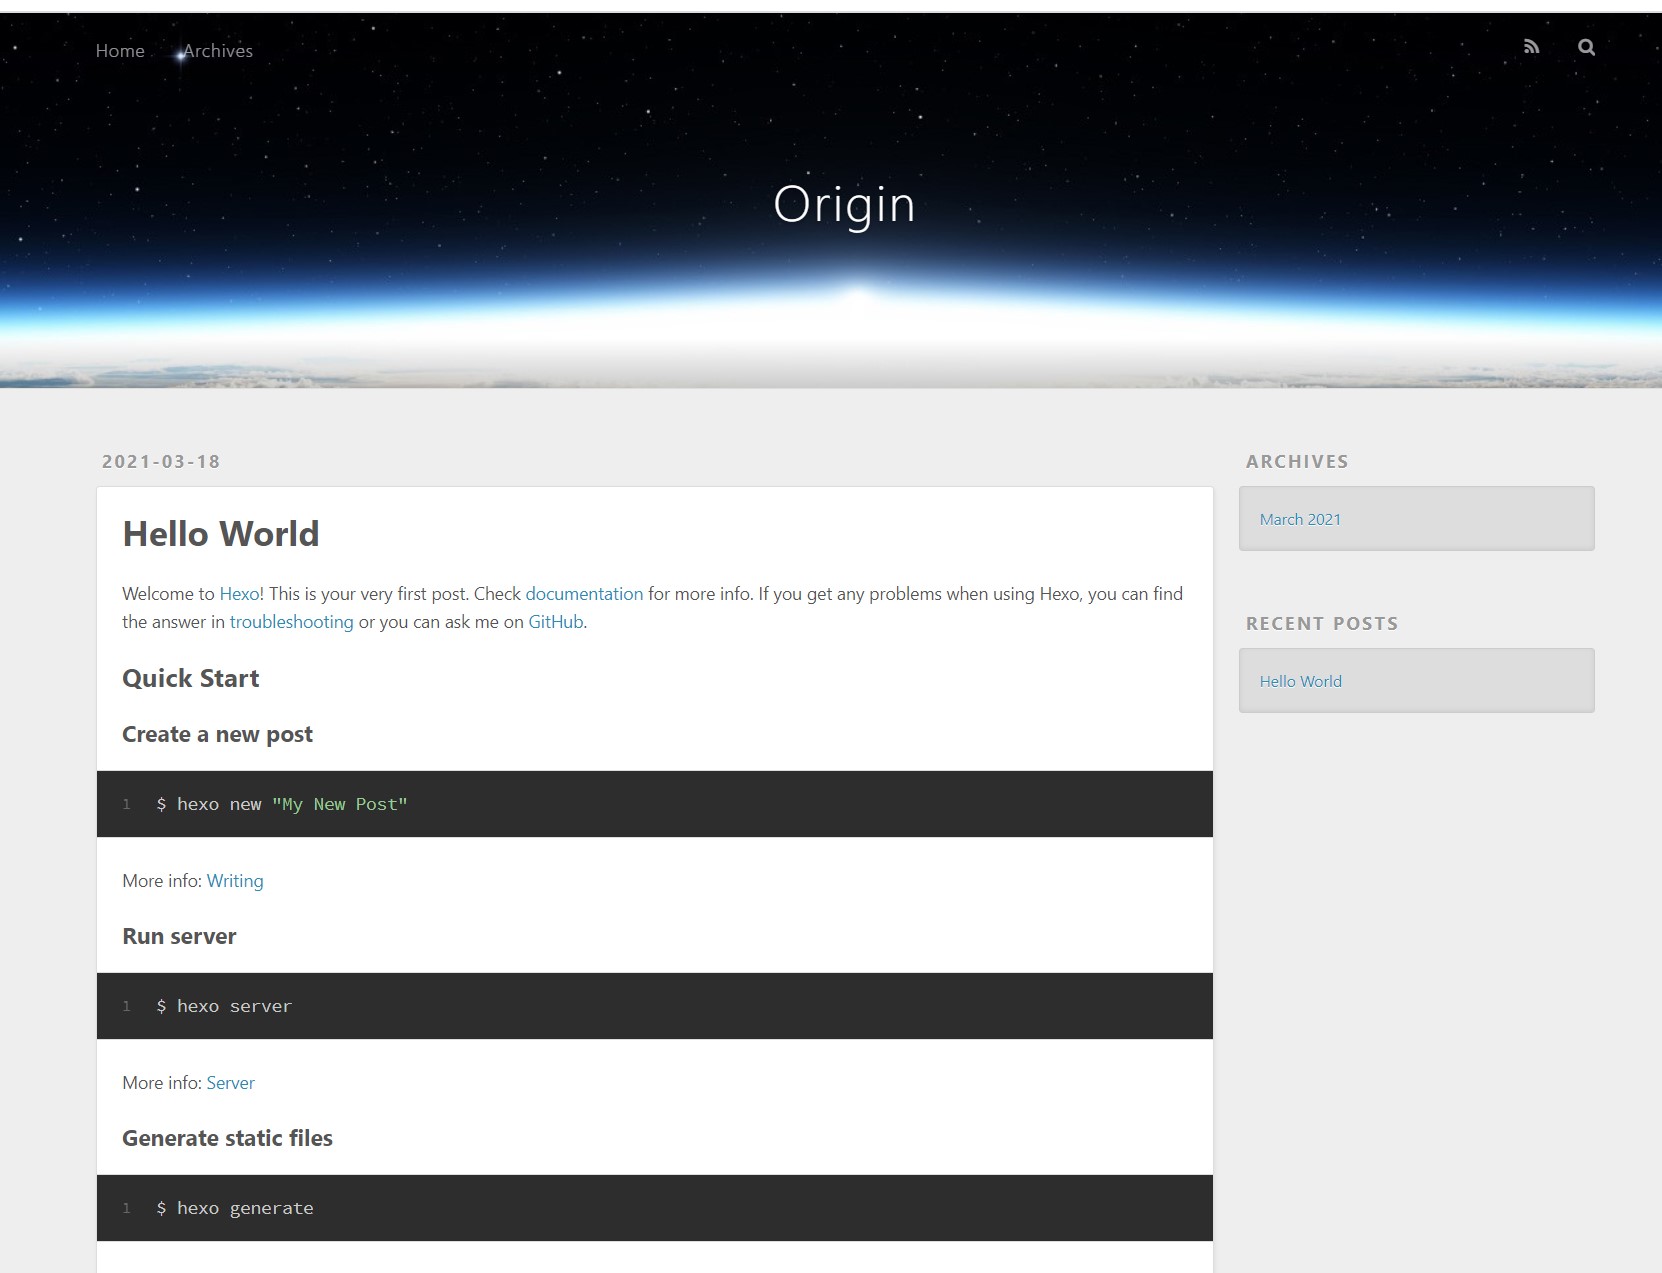 Home Archives
Origin
2021-03-18
Hello World
Welcome to Hexo! This is your very first post. Check documentation for more info. If you get any problems when using Hexo, you can find
the answer in troubleshooting or you can ask me on GitHub.
Quick Start
Create a new post
1 $ hexo new "My New Post"
More info: Writing
Run server
1 $ hexo server
More info: Server
Generate static files
1 $ hexo generate
ARCHIVES
March 2021
RECENT POSTS
Hello World